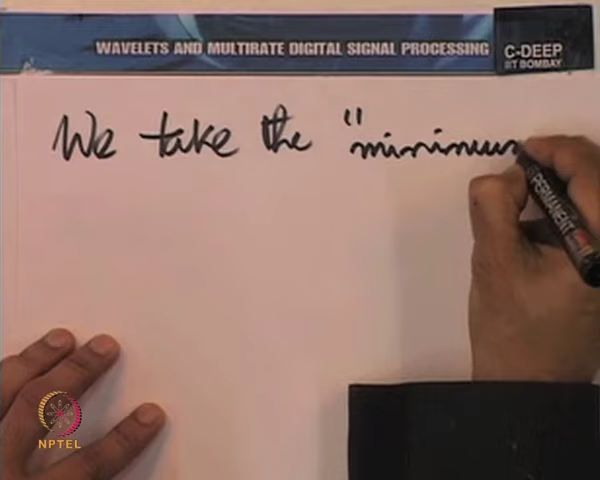 WAVELETS AND MULTIRATE DIGITAL SIGNAL PROCESSING
C-DEEP
IIT BOMBAY
We take the "minimum
PERMANENT
NPTEL